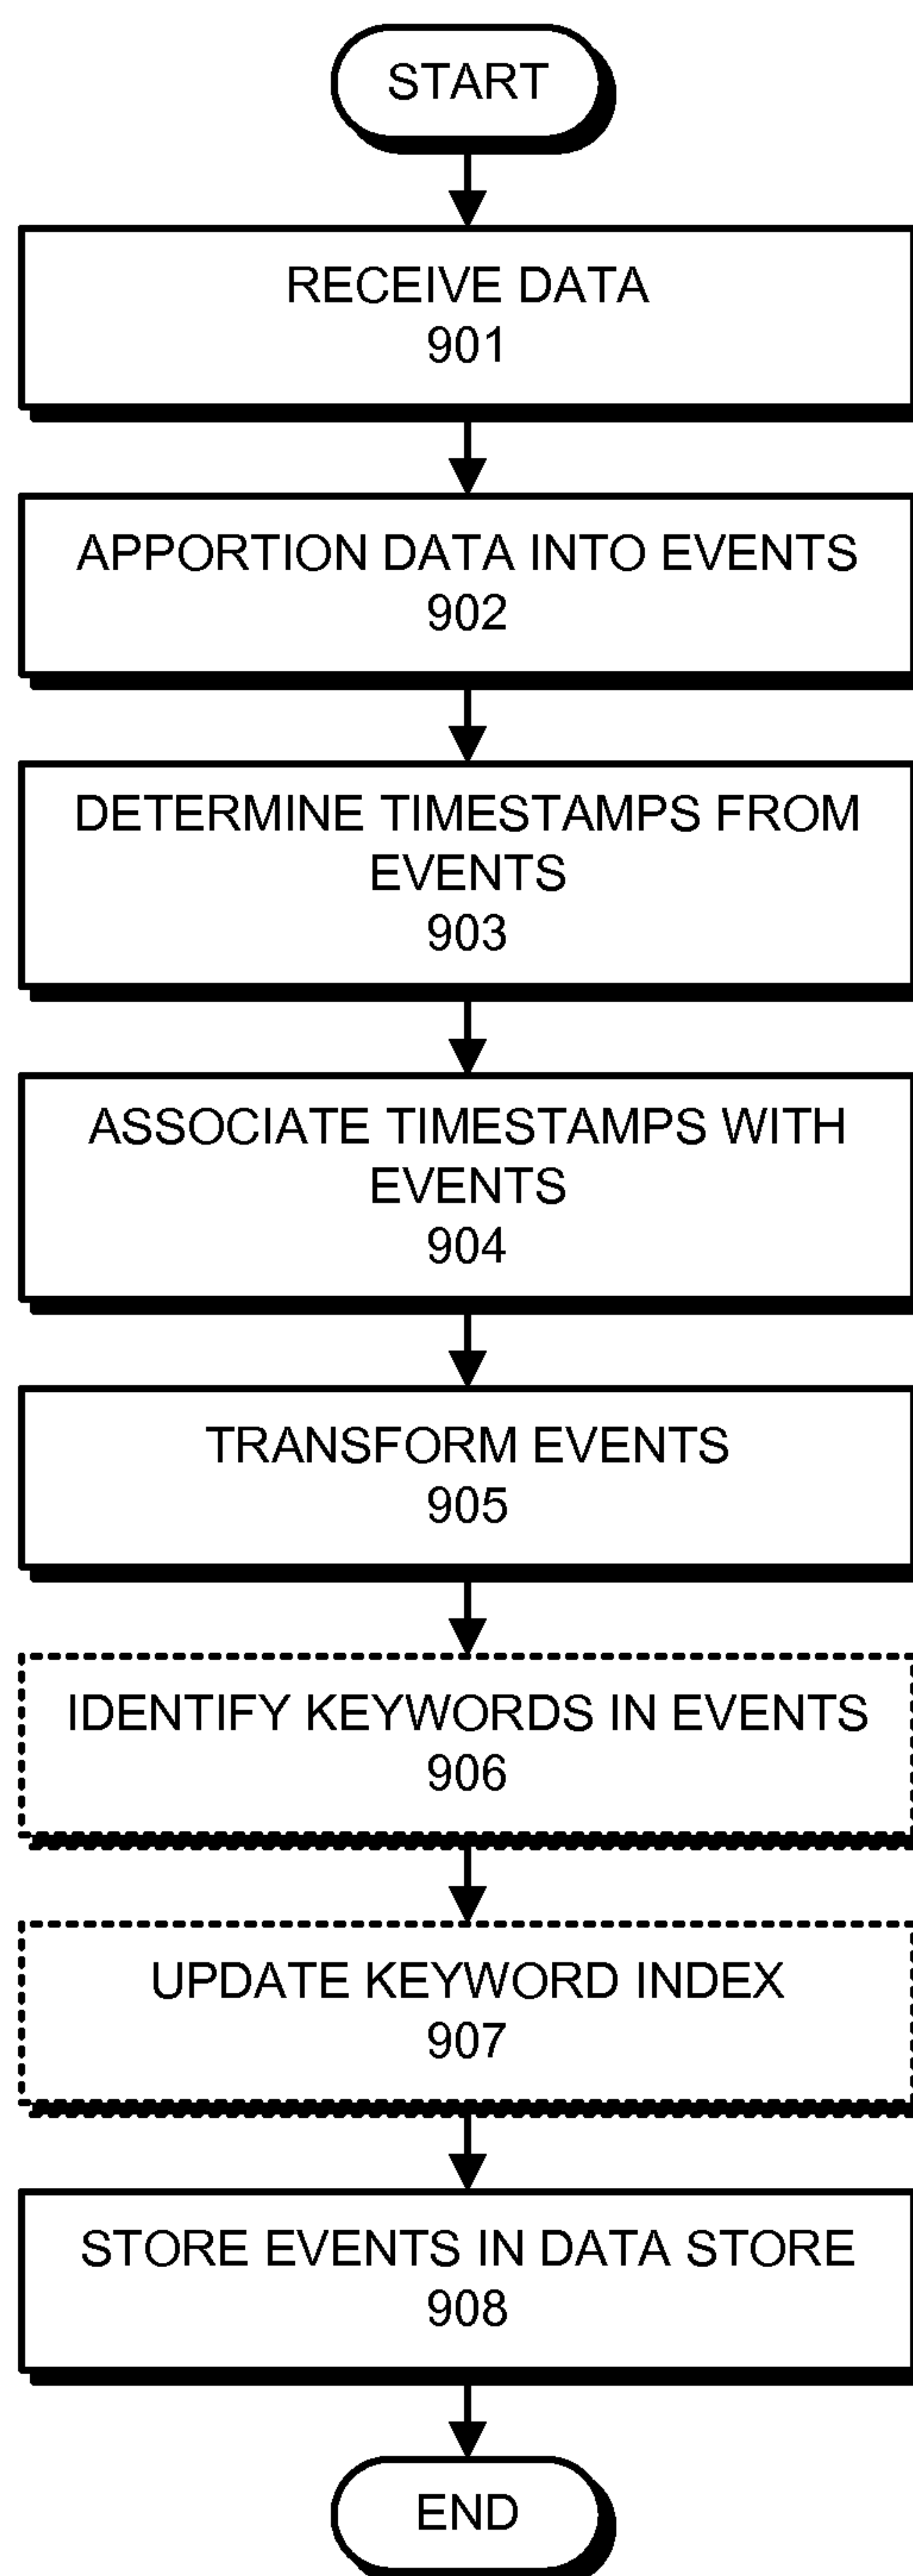 START
RECEIVE DATA
901
APPORTION DATA INTO EVENTS
902
DETERMINE TIMESTAMPS FROM
EVENTS
903
ASSOCIATE TIMESTAMPS WITH
EVENTS
904
TRANSFORM EVENTS
905
IDENTIFY KEYWORDS IN EVENTS
906
UPDATE KEYWORD INDEX
907
STORE EVENTS IN DATA STORE
908
END